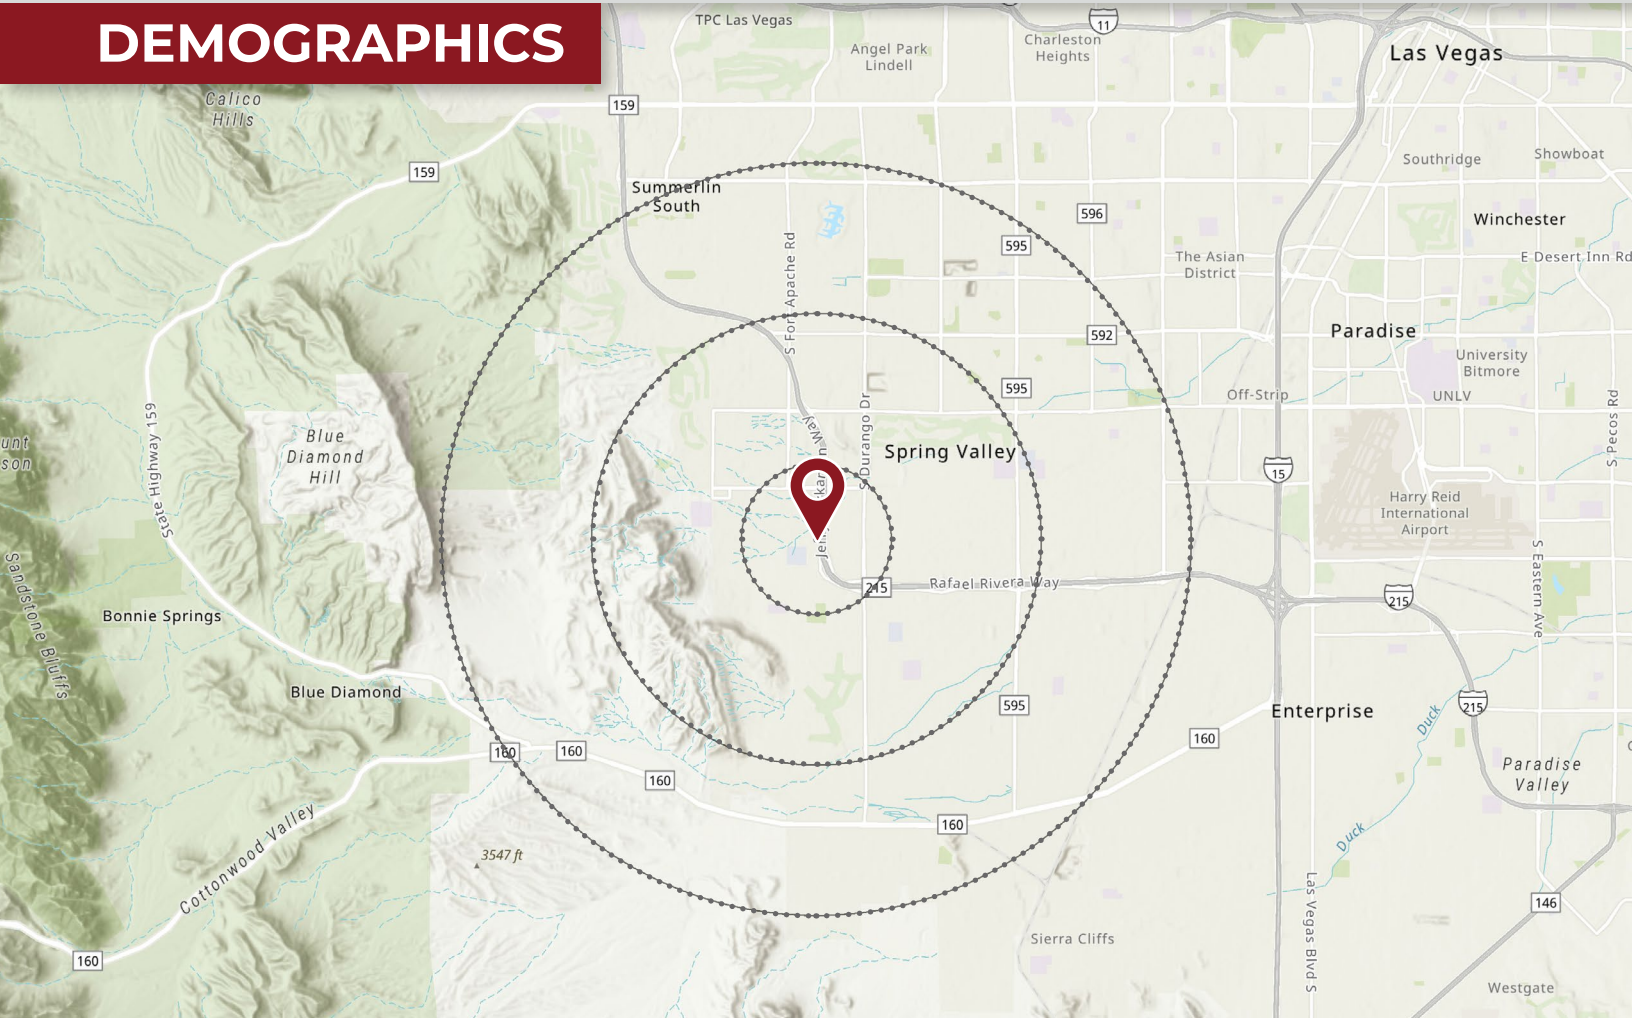 DEMOGRAPHICS
TPC Las Vegas
11
Angel Park
Lindell
Charleston
Heights
Las Vegas
Calico
Hills
159
159
Southridge
Showboat
Summerlin
South
596
Winchester
595
The Asian
District
E Desert Inn Rd
S Fort Apache Rd
592
Paradise
University
Bitmore
595
Off-Strip
UNLV
S Pecos Rd
State Highway 159
Blue
Diamond
Hill
Way
S Durango Dr
Spring Valley
15
Harry Reid
International
Airport
S Eastern Ave
215
Rafael Rivera Way
215
Sandstone Bluffs
Bonnie Springs
Blue Diamond
595
Enterprise
215
Duck
160
160
160
160
160
Paradise
Valley
Duck
Cottonwood Valley
3547 ft
Las Vegas Blvd S
146
Sierra Cliffs
160
Westgate